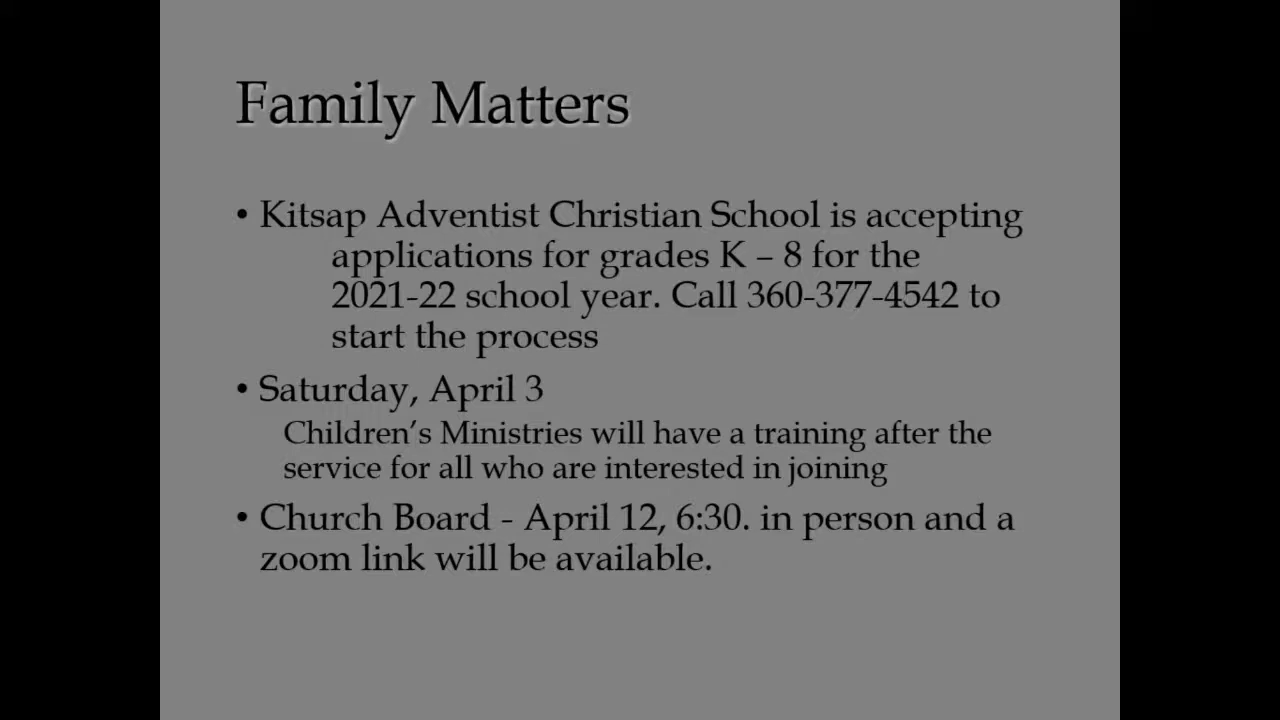 Family Matters
• Kitsap Adventist Christian School is accepting
applications for grades K – 8 for the
2021-22 school year. Call 360-377-4542 to
start the process
• Saturday, April 3
Children’s Ministries will have a training after the
service for all who are interested in joining
• Church Board - April 12, 6:30. in person and a
zoom link will be available.